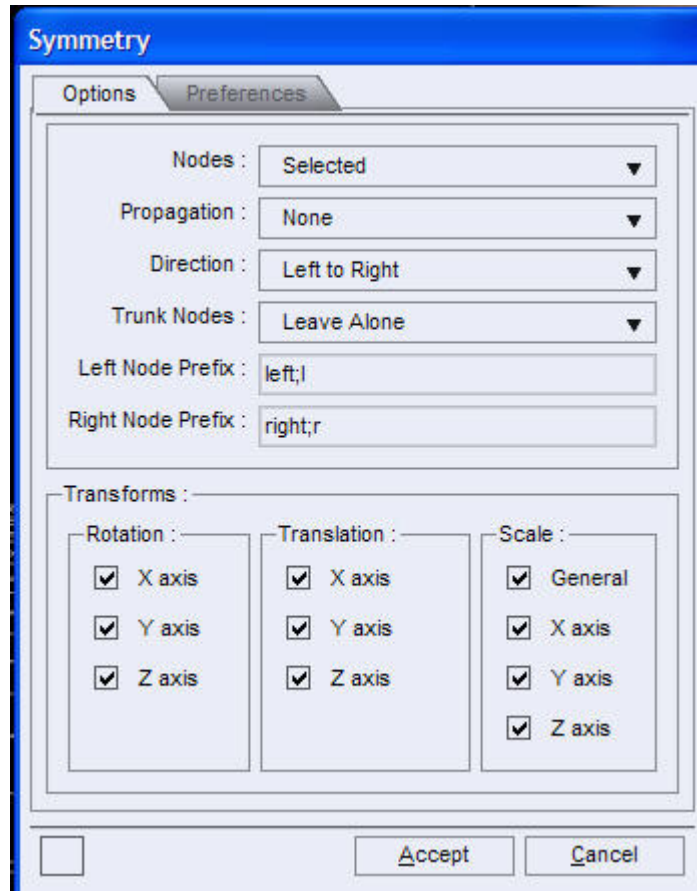 Symmetry
Options Preferences
Nodes : Selected
Propagation : None
Direction : Left to Right
Trunk Nodes : Leave Alone
Left Node Prefix : left;l
Right Node Prefix : right;r
Transforms :
Rotation : Translation : Scale :
X axis X axis General
Y axis Y axis X axis
Z axis Z axis Y axis
Z axis
Accept Cancel